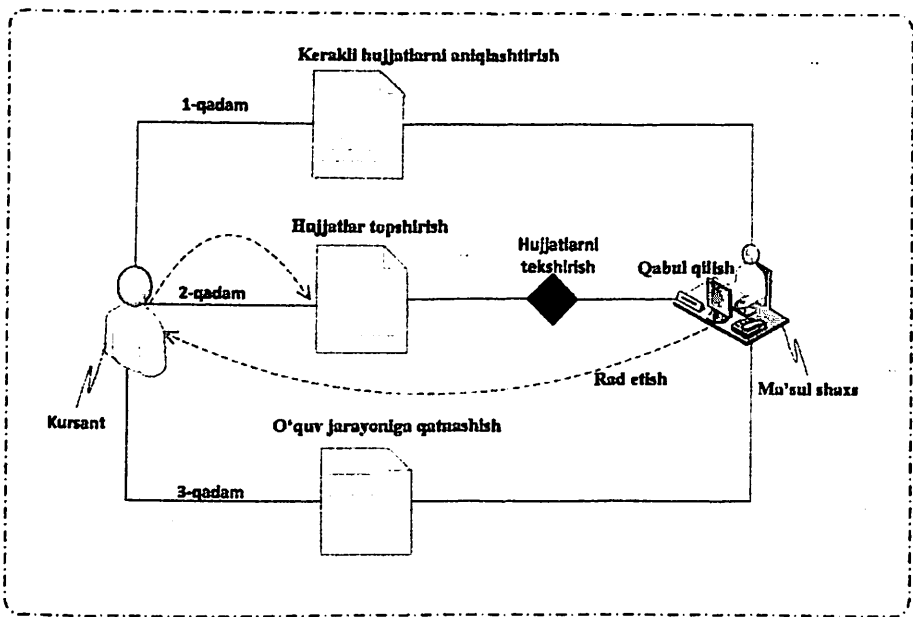 Kerakli hujjatlarni aniqlashtirish
1-qadam
Hujjatlar topshirish
Hujjatlarni
tekshirish
Qabul qilish
2-qadam
Rad etish
Ma'sul shaxs
Kursant
O‘quv jarayoniga qatnashish
3-qadam